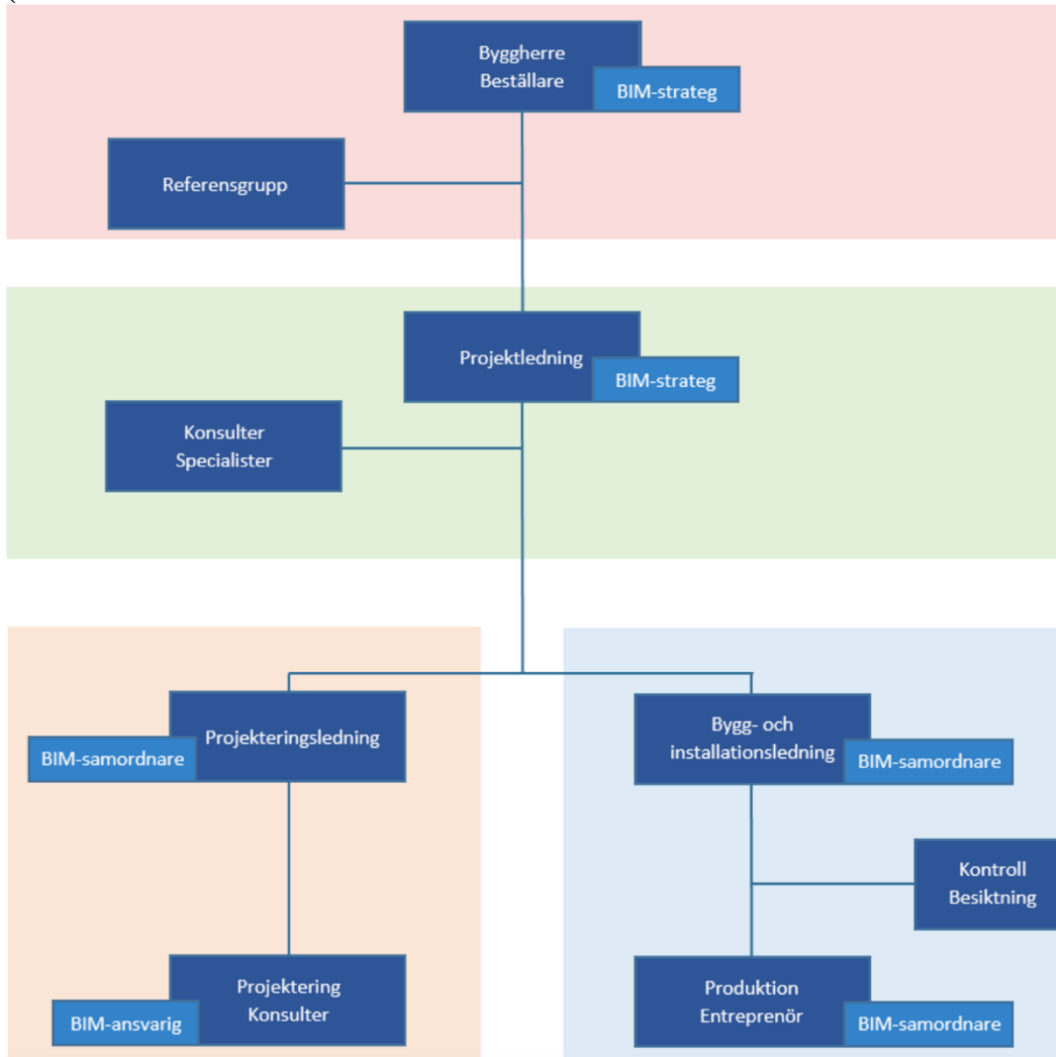 Byggherre
Beställare
BIM-strateg
Referensgrupp
Projektledning
BIM-strateg
Konsulter
Specialister
Projekteringsledning
BIM-samordnare
Bygg- och
installationsledning
BIM-samordnare
Kontroll
Besiktning
Projektering
Konsulter
BIM-ansvarig
Produktion
Entreprenör
BIM-samordnare